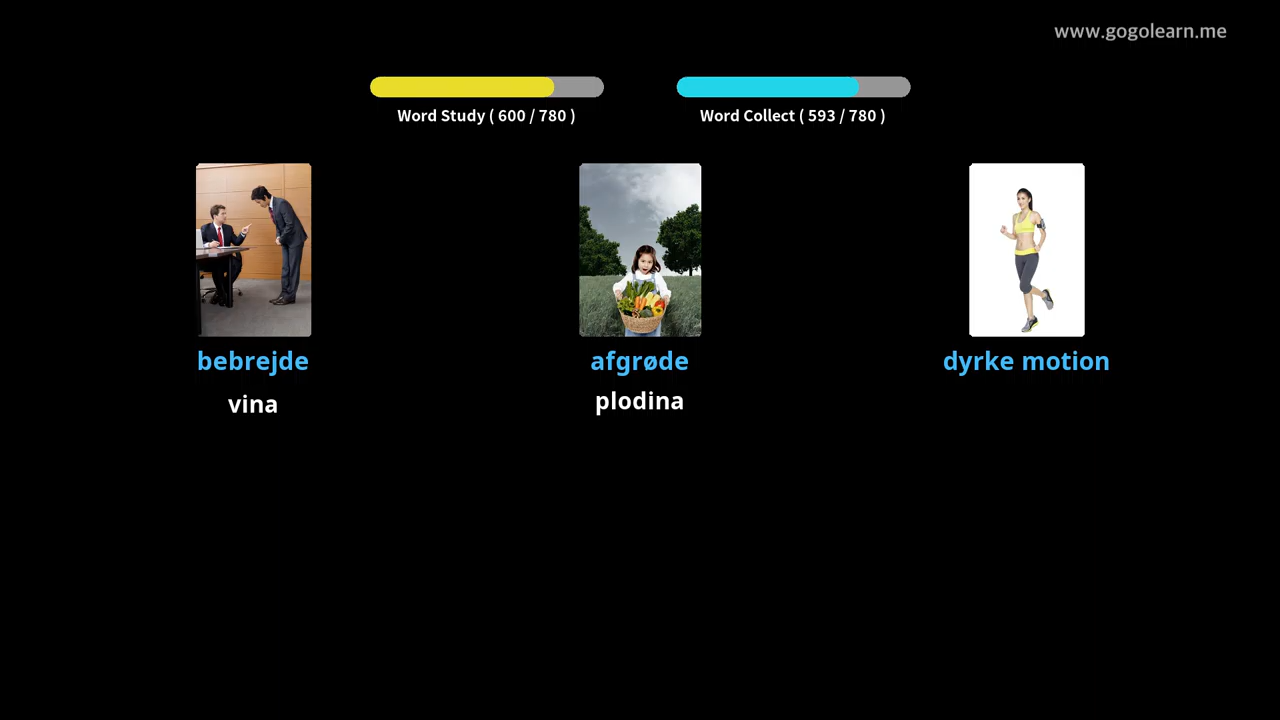 www.gogolearn.me
Word Study ( 600 / 780 )
Word Collect ( 593 / 780 )
bebrejde
afgrøde
dyrke motion
vina
plodina